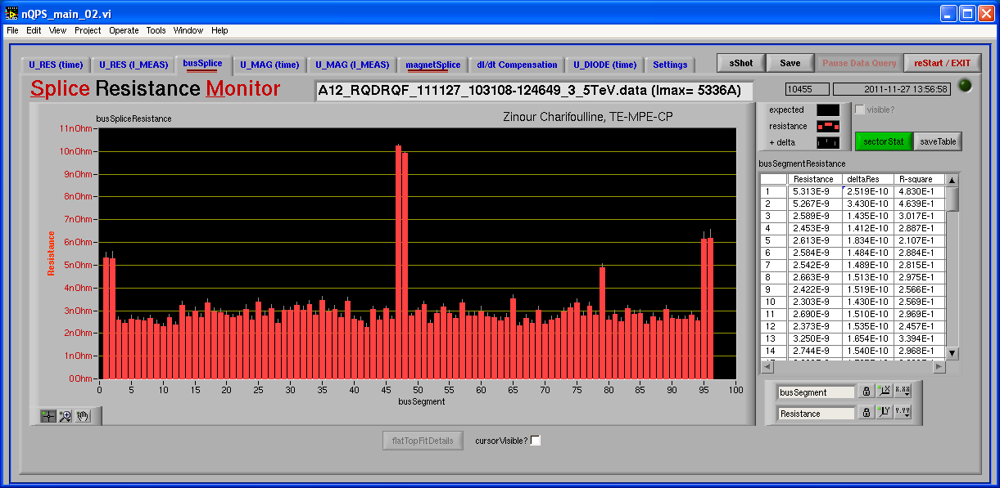 nQPS_main_02.vi
File Edit View Project Operate Tools Window Help
U_RES (time) U_RES (I_MEAS) busSplice U_MAG (time) U_MAG (I_MEAS) magnetSplice dI/dt Compensation U_DIODE (time) Settings sShot Save Pause Data Query reStart / EXIT
Splice Resistance Monitor A12_RQDRQF_111127_103108-124649_3_5TeV.data (Imax= 5336A) 10455 2011-11-27 13:56:58
busSpliceResistance Zinour Charifoulline, TE-MPE-CP
expected visible?
resistance
+ delta sectorStat saveTable
11nOhm
10nOhm
9nOhm
8nOhm
7nOhm
6nOhm
5nOhm
4nOhm
3nOhm
2nOhm
1nOhm
0Ohm
Resistance
0 5 10 15 20 25 30 35 40 45 50 55 60 65 70 75 80 85 90 95 100
busSegment
busSegmentResistance
Resistance deltaRes R-square
1 5.313E-9 2.519E-10 4.830E-1
2 5.267E-9 3.430E-10 4.639E-1
3 2.589E-9 1.435E-10 3.017E-1
4 2.453E-9 1.412E-10 2.887E-1
5 2.613E-9 1.834E-10 2.107E-1
6 2.584E-9 1.484E-10 2.884E-1
7 2.542E-9 1.489E-10 2.815E-1
8 2.663E-9 1.513E-10 2.975E-1
9 2.422E-9 1.519E-10 2.566E-1
10 2.303E-9 1.430E-10 2.569E-1
11 2.690E-9 1.510E-10 2.969E-1
12 2.373E-9 1.535E-10 2.457E-1
13 3.250E-9 1.654E-10 3.394E-1
14 2.744E-9 1.540E-10 2.968E-1
busSegment X X.XX
Resistance Y Y.YY
flatTopFitDetails cursorVisible?